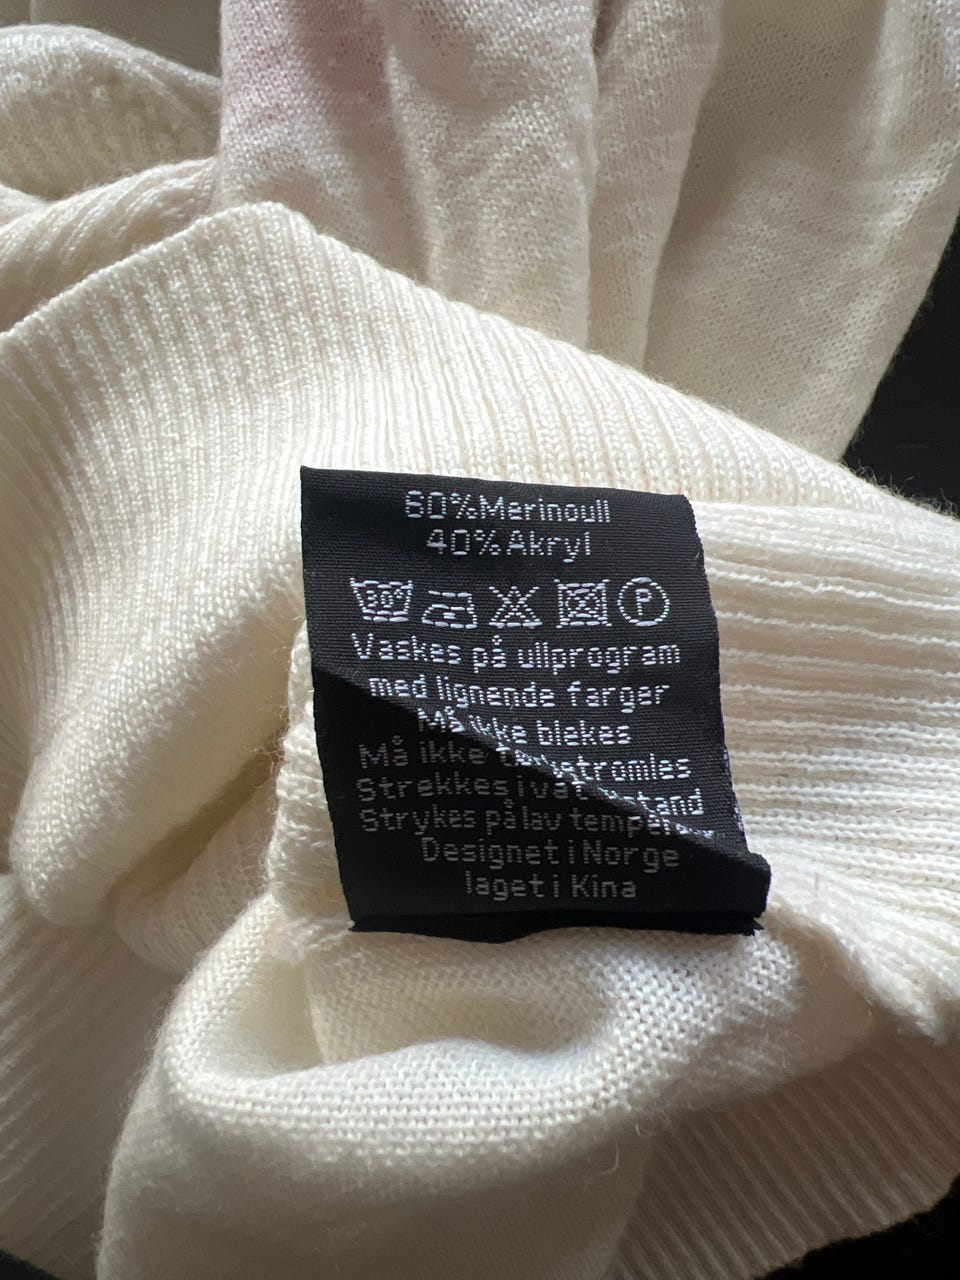 60%Merinoull
40%Akryl
30°
P
Vaskes på ullprogram
med lignende farger
Må ikke blekes
Må ikke
Strekkes i våt
Strykes på lav
Designet i Norge
laget i Kina